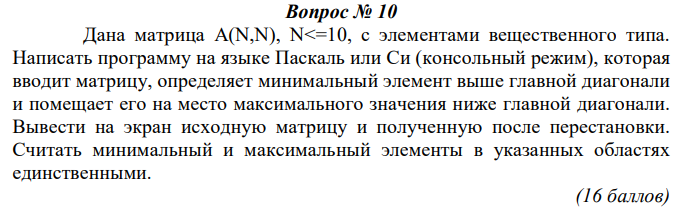 Вопрос № 10
Дана матрица A(N,N), N<=10, с элементами вещественного типа.
Написать программу на языке Паскаль или Си (консольный режим), которая
вводит матрицу, определяет минимальный элемент выше главной диагонали
и помещает его на место максимального значения ниже главной диагонали.
Вывести на экран исходную матрицу и полученную после перестановки.
Считать минимальный и максимальный элементы в указанных областях
единственными.
(16 баллов)